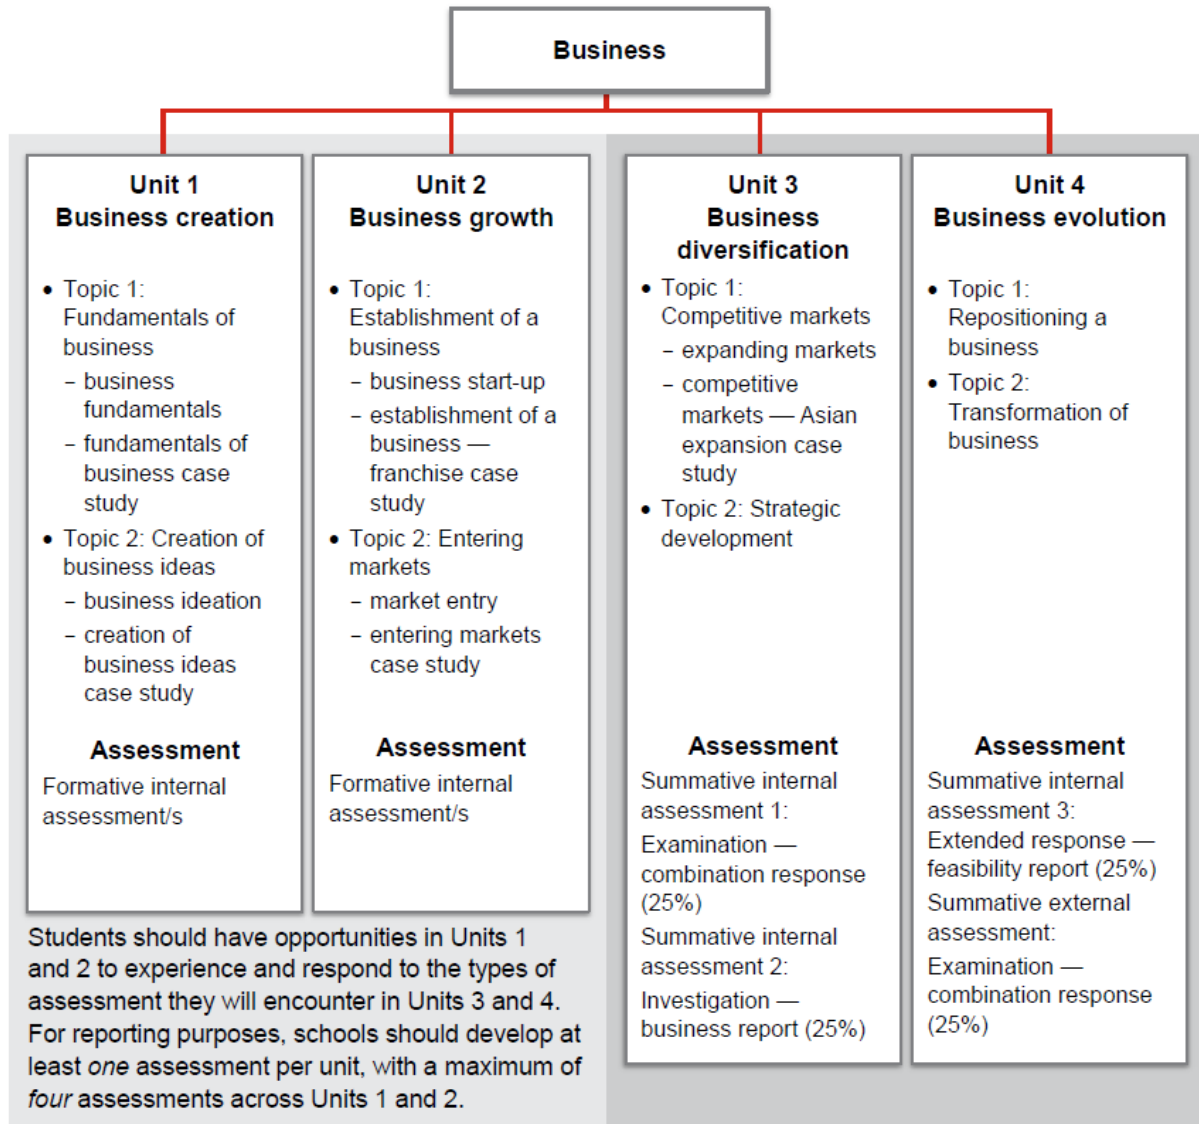 Business
Unit 1
Business creation
• Topic 1:
Fundamentals of
business
– business
fundamentals
– fundamentals of
business case
study
• Topic 2: Creation of
business ideas
– business ideation
– creation of
business ideas
case study
Assessment
Formative internal
assessment/s
Unit 2
Business growth
• Topic 1:
Establishment of a
business
– business start-up
– establishment of a
business —
franchise case
study
• Topic 2: Entering
markets
– market entry
– entering markets
case study
Assessment
Formative internal
assessment/s
Students should have opportunities in Units 1
and 2 to experience and respond to the types of
assessment they will encounter in Units 3 and 4.
For reporting purposes, schools should develop at
least one assessment per unit, with a maximum of
four assessments across Units 1 and 2.
Unit 3
Business
diversification
• Topic 1:
Competitive markets
– expanding markets
– competitive
markets — Asian
expansion case
study
• Topic 2: Strategic
development
Assessment
Summative internal
assessment 1:
Examination —
combination response
(25%)
Summative internal
assessment 2:
Investigation —
business report (25%)
Unit 4
Business evolution
• Topic 1:
Repositioning a
business
• Topic 2:
Transformation of
business
Assessment
Summative internal
assessment 3:
Extended response —
feasibility report (25%)
Summative external
assessment:
Examination —
combination response
(25%)